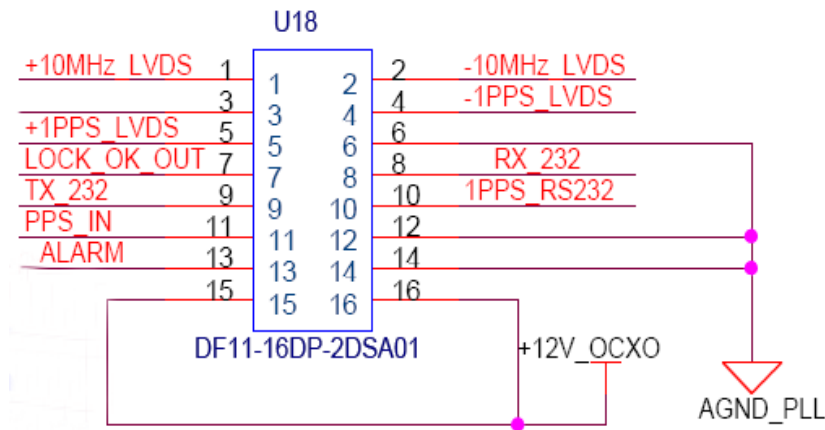 U18
+10MHz_LVDS 1 1 2 2 -10MHz_LVDS
3 3 4 4 -1PPS_LVDS
+1PPS_LVDS 5 5 6 6
LOCK_OK_OUT 7 7 8 8 RX_232
TX_232 9 9 10 10 1PPS_RS232
PPS_IN 11 11 12 12
ALARM 13 13 14 14
15 15 16 16
DF11-16DP-2DSA01 +12V_OCXO
AGND_PLL